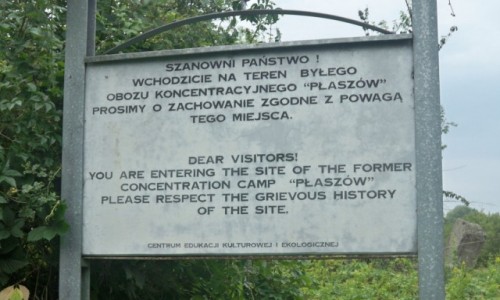 SZANOWNI PAŃSTWO !
WCHODZICIE NA TEREN BYŁEGO
OBOZU KONCENTRACYJNEGO "PŁASZÓW"
PROSIMY O ZACHOWANIE ZGODNE Z POWAGĄ
TEGO MIEJSCA.
DEAR VISITORS!
YOU ARE ENTERING THE SITE OF THE FORMER
CONCENTRATION CAMP "PŁASZÓW"
PLEASE RESPECT THE GRIEVOUS HISTORY
OF THE SITE.
CENTRUM EDUKACJI KULTUROWEJ I EKOLOGICZNEJ